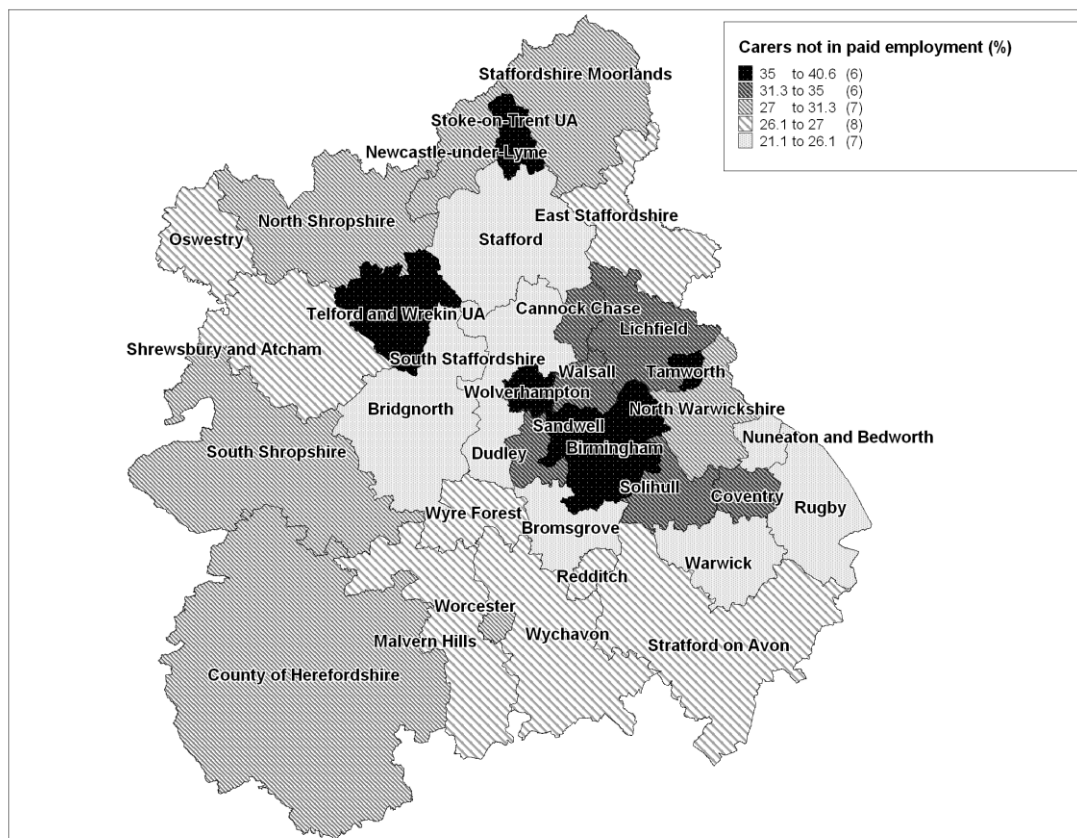 Carers not in paid employment (%)
35 to 40.6 (6)
31.3 to 35 (6)
27 to 31.3 (7)
26.1 to 27 (8)
21.1 to 26.1 (7)
Staffordshire Moorlands
Stoke-on-Trent UA
Newcastle-under-Lyme
East Staffordshire
North Shropshire
Oswestry
Stafford
Cannock Chase
Telford and Wrekin UA
Lichfield
Shrewsbury and Atcham
South Staffordshire
Walsall
Tamworth
Wolverhampton
Bridgnorth
North Warwickshire
Sandwell
Nuneaton and Bedworth
Birmingham
South Shropshire
Dudley
Solihull
Coventry
Rugby
Wyre Forest
Bromsgrove
Warwick
Redditch
Worcester
Malvern Hills
Wychavon
Stratford on Avon
County of Herefordshire